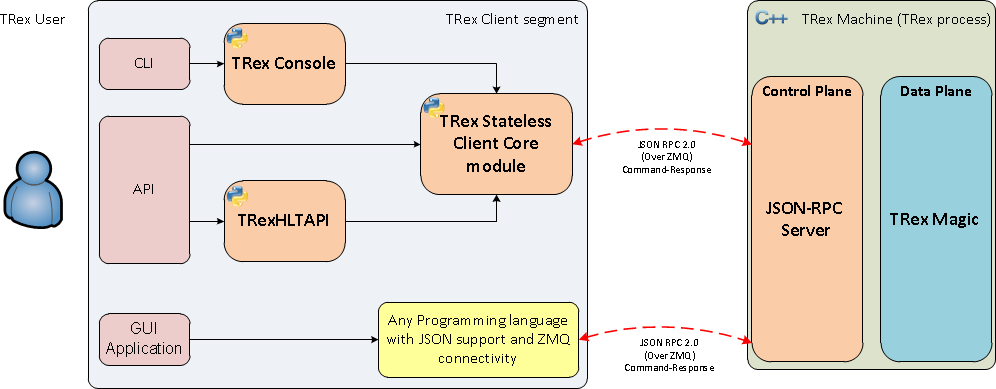 TRex User
TRex Client segment
C++
TRex Machine (TRex process)
CLI
TRex Console
TRex Stateless
Client Core
module
API
TRexHLTAPI
JSON RPC 2.0
(Over ZMQ)
Command-Response
Control Plane
JSON-RPC
Server
Data Plane
TRex Magic
GUI
Application
Any Programming language
with JSON support and ZMQ
connectivity
JSON RPC 2.0
(Over ZMQ)
Command-Response